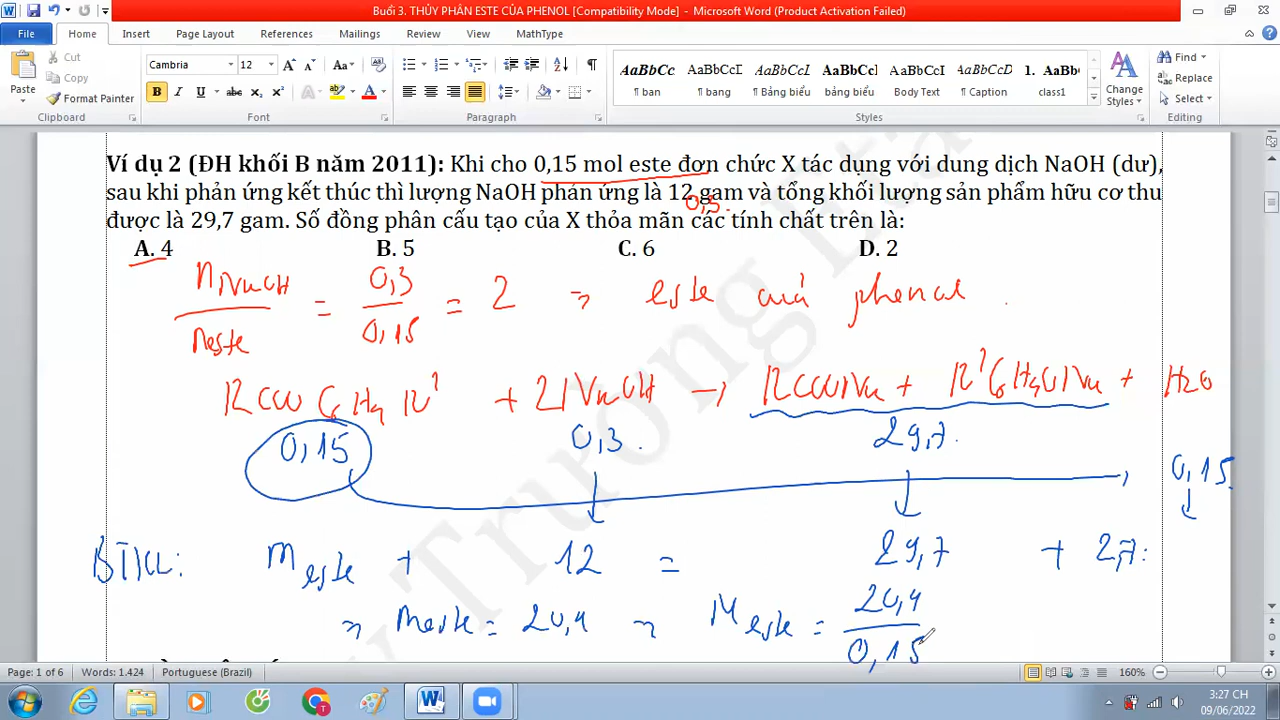 Buổi 3. THỦY PHÂN ESTE CỦA PHENOL [Compatibility Mode] - Microsoft Word (Product Activation Failed)
File Home Insert Page Layout References Mailings Review View MathType
Cut
Copy
Format Painter
Paste
Cambria 12
Clipboard Font Paragraph Styles Editing
AaBbCc AaBbCcI AaBbCc AaBbCc AaBbCc AaBbCcI 1. AaBb
¶ ban ¶ bang ¶ Bảng biểu bảng biểu Body Text ¶ Caption class1
Change Styles
Find
Replace
Select
Ví dụ 2 (ĐH khối B năm 2011): Khi cho 0,15 mol este đơn chức X tác dụng với dung dịch NaOH (dư),
sau khi phản ứng kết thúc thì lượng NaOH phản ứng là 12 gam và tổng khối lượng sản phẩm hữu cơ thu
0,5
được là 29,7 gam. Số đồng phân cấu tạo của X thỏa mãn các tính chất trên là:
A. 4 B. 5 C. 6 D. 2
nNaOH / neste = 0,3 / 0,15 = 2 ⇒ este của phenol
RCOOC6H4R' + 2NaOH → RCOONa + R'C6H4ONa + H2O
0,15 0,3 29,7 0,15
BTKL: meste + 12 = 29,7 + 2,7
⇒ meste = 20,4 ⇒ Meste = 20,4 / 0,15
Page: 1 of 6 Words: 1.424 Portuguese (Brazil) 160%
3:27 CH
09/06/2022